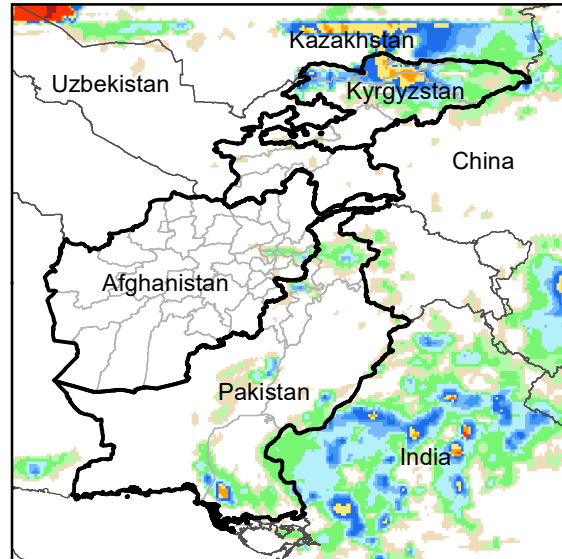 Kazakhstan
Uzbekistan
Kyrgyzstan
China
Afghanistan
Pakistan
India